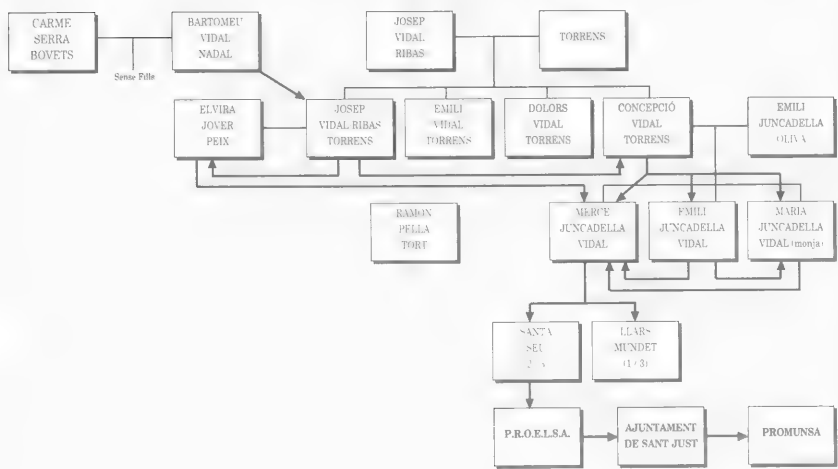 CARME
SERRA
BOVETS
BARTOMEU
VIDAL
NADAL
JOSEP
VIDAL
RIBAS
TORRENS
Sense Fills
ELVIRA
JOVER
PEIX
JOSEP
VIDAL RIBAS
TORRENS
EMILI
VIDAL
TORRENS
DOLORS
VIDAL
TORRENS
CONCEPCIÓ
VIDAL
TORRENS
EMILI
JUNCADELLA
OLIVA
RAMON
PELLA
TORT
MERCE
JUNCADELLA
VIDAL
EMILI
JUNCADELLA
VIDAL
MARIA
JUNCADELLA
VIDAL (monja)
SANTA
SEU
LLARS
MUNDET
(1/3)
P.R.O.E.L.S.A.
AJUNTAMENT
DE SANT JUST
PROMUNSA